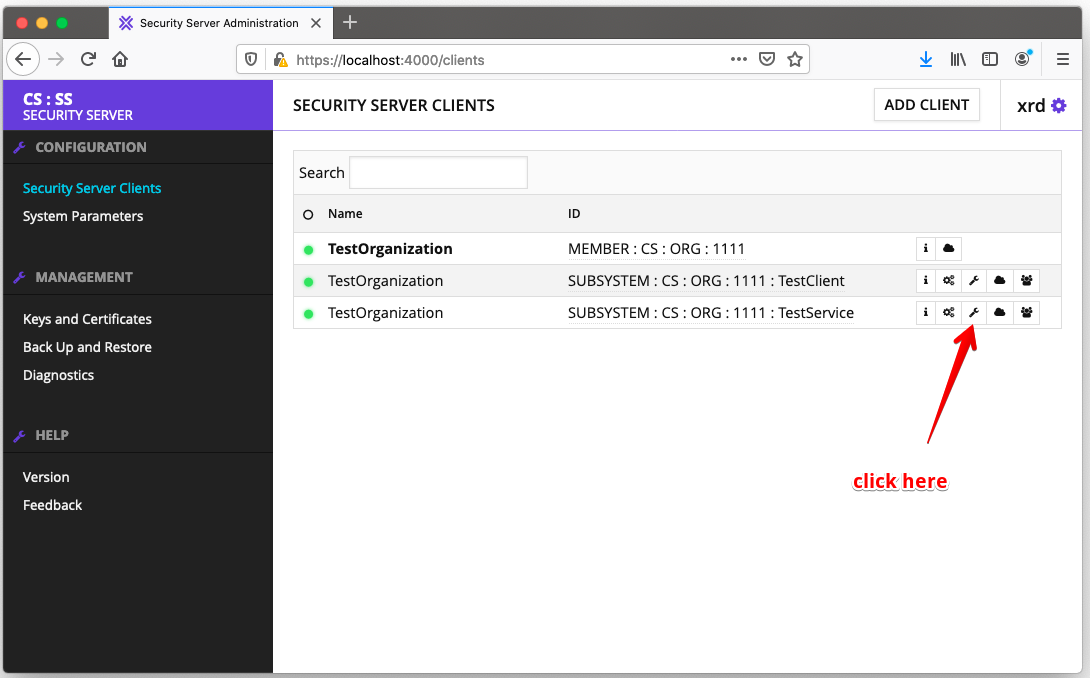 Security Server Administration
https://localhost:4000/clients
CS : SS
SECURITY SERVER
SECURITY SERVER CLIENTS
ADD CLIENT
xrd
CONFIGURATION
Security Server Clients
System Parameters
MANAGEMENT
Keys and Certificates
Back Up and Restore
Diagnostics
HELP
Version
Feedback
Search
Name ID
TestOrganization MEMBER : CS : ORG : 1111
TestOrganization SUBSYSTEM : CS : ORG : 1111 : TestClient
TestOrganization SUBSYSTEM : CS : ORG : 1111 : TestService
click here